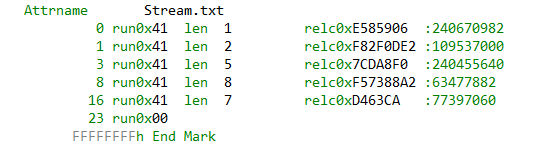 Attrname Stream.txt
0 run0x41 len 1 relc0xE585906 :240670982
1 run0x41 len 2 relc0xF82F0DE2 :109537000
3 run0x41 len 5 relc0x7CDA8F0 :240455640
8 run0x41 len 8 relc0xF57388A2 :63477882
16 run0x41 len 7 relc0xD463CA :77397060
23 run0x00
FFFFFFFFh End Mark